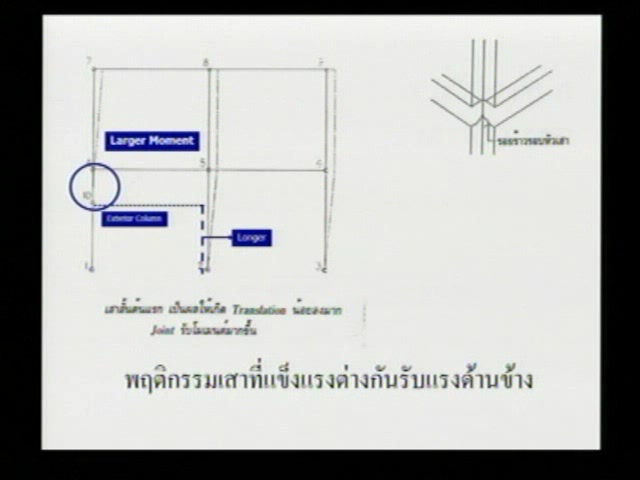 7
8
Larger Moment
5
6
10
Exterior Column
Longer
1
3
รอยร้าวรอบหัวเสา
เสาสั้นต้นแรก เป็นผลให้เกิด Translation น้อยลงมาก
Joint รับโมเมนต์มากขึ้น
พฤติกรรมเสาที่แข็งแรงต่างกันรับแรงด้านข้าง